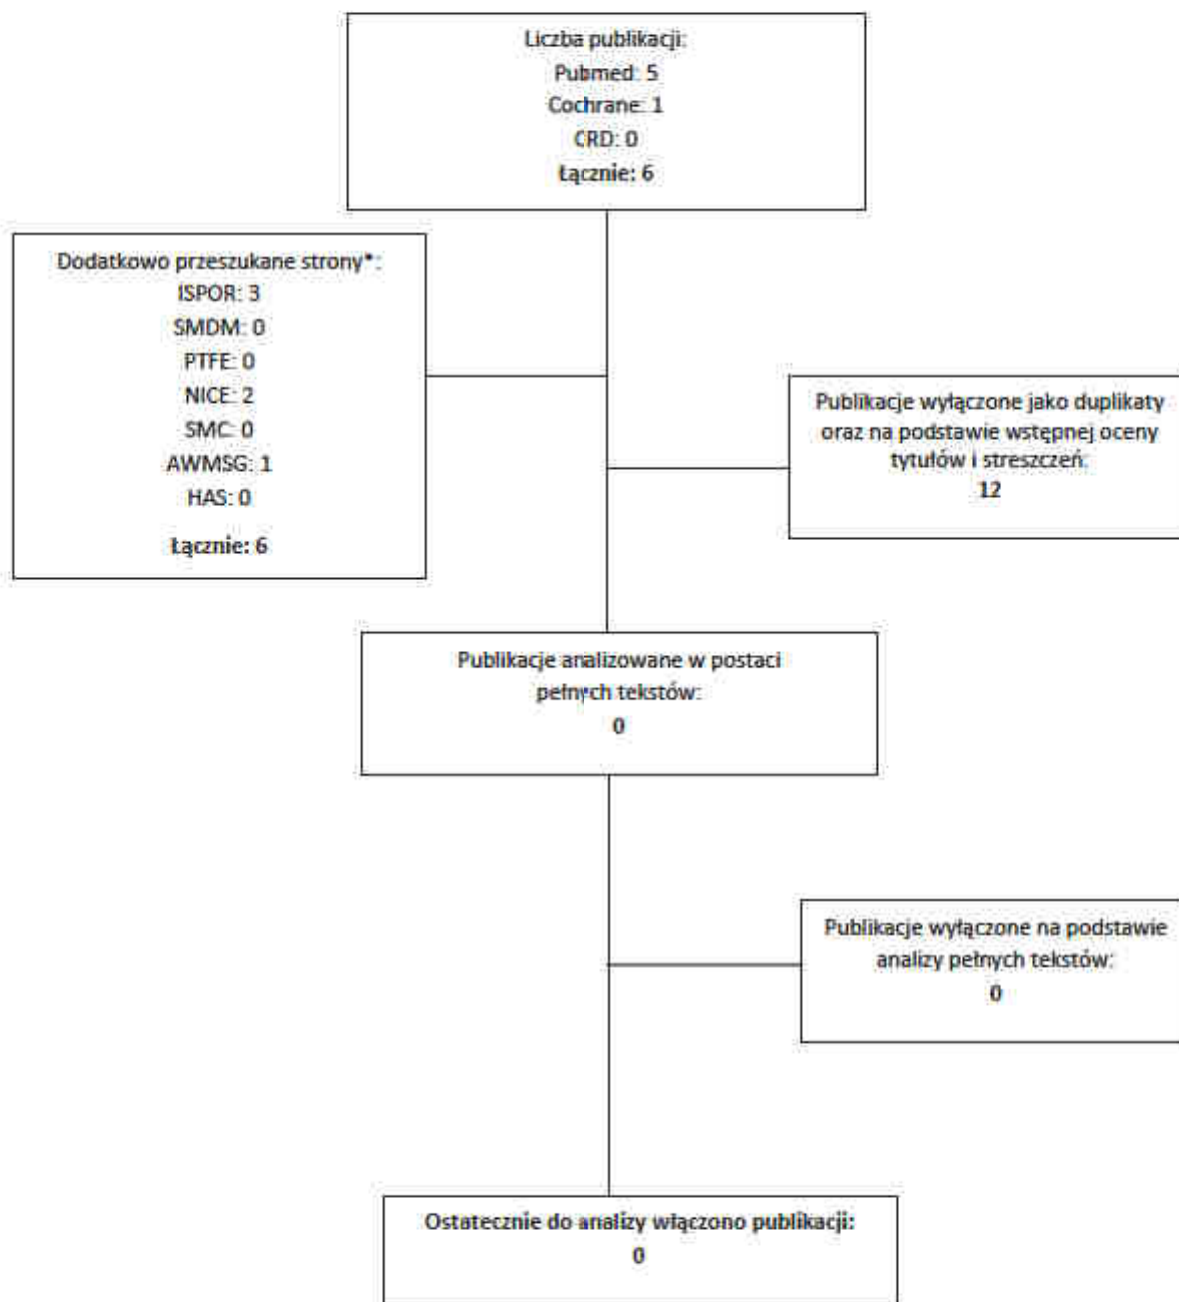 Liczba publikacji:
Pubmed: 5
Cochrane: 1
CRD: 0
Łącznie: 6
Dodatkowo przeszukane strony*:
ISPOR: 3
SMDM: 0
PTFE: 0
NICE: 2
SMC: 0
AWMSG: 1
HAS: 0
Łącznie: 6
Publikacje wyłączone jako duplikaty
oraz na podstawie wstępnej oceny
tytułów i streszczeń:
12
Publikacje analizowane w postaci
pełnych tekstów:
0
Publikacje wyłączone na podstawie
analizy pełnych tekstów:
0
Ostatecznie do analizy włączono publikacji:
0